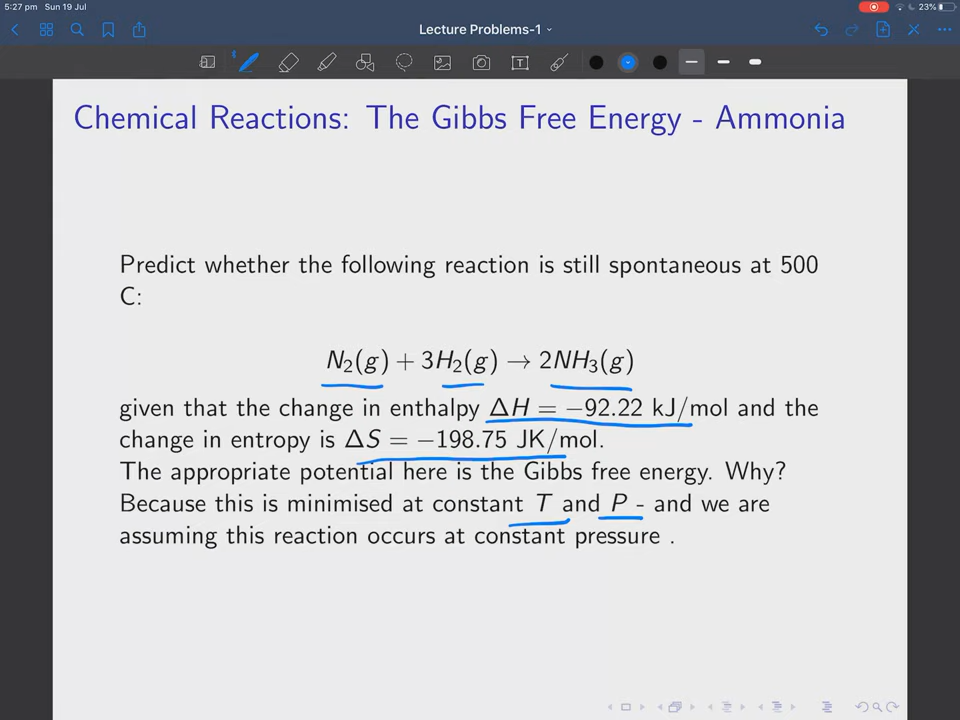 5:27 pm Sun 19 Jul
23%
Lecture Problems-1
Chemical Reactions: The Gibbs Free Energy - Ammonia
Predict whether the following reaction is still spontaneous at 500
C:
N₂(g) + 3H₂(g) → 2NH₃(g)
given that the change in enthalpy ΔH = −92.22 kJ/mol and the
change in entropy is ΔS = −198.75 JK/mol.
The appropriate potential here is the Gibbs free energy. Why?
Because this is minimised at constant T and P - and we are
assuming this reaction occurs at constant pressure .